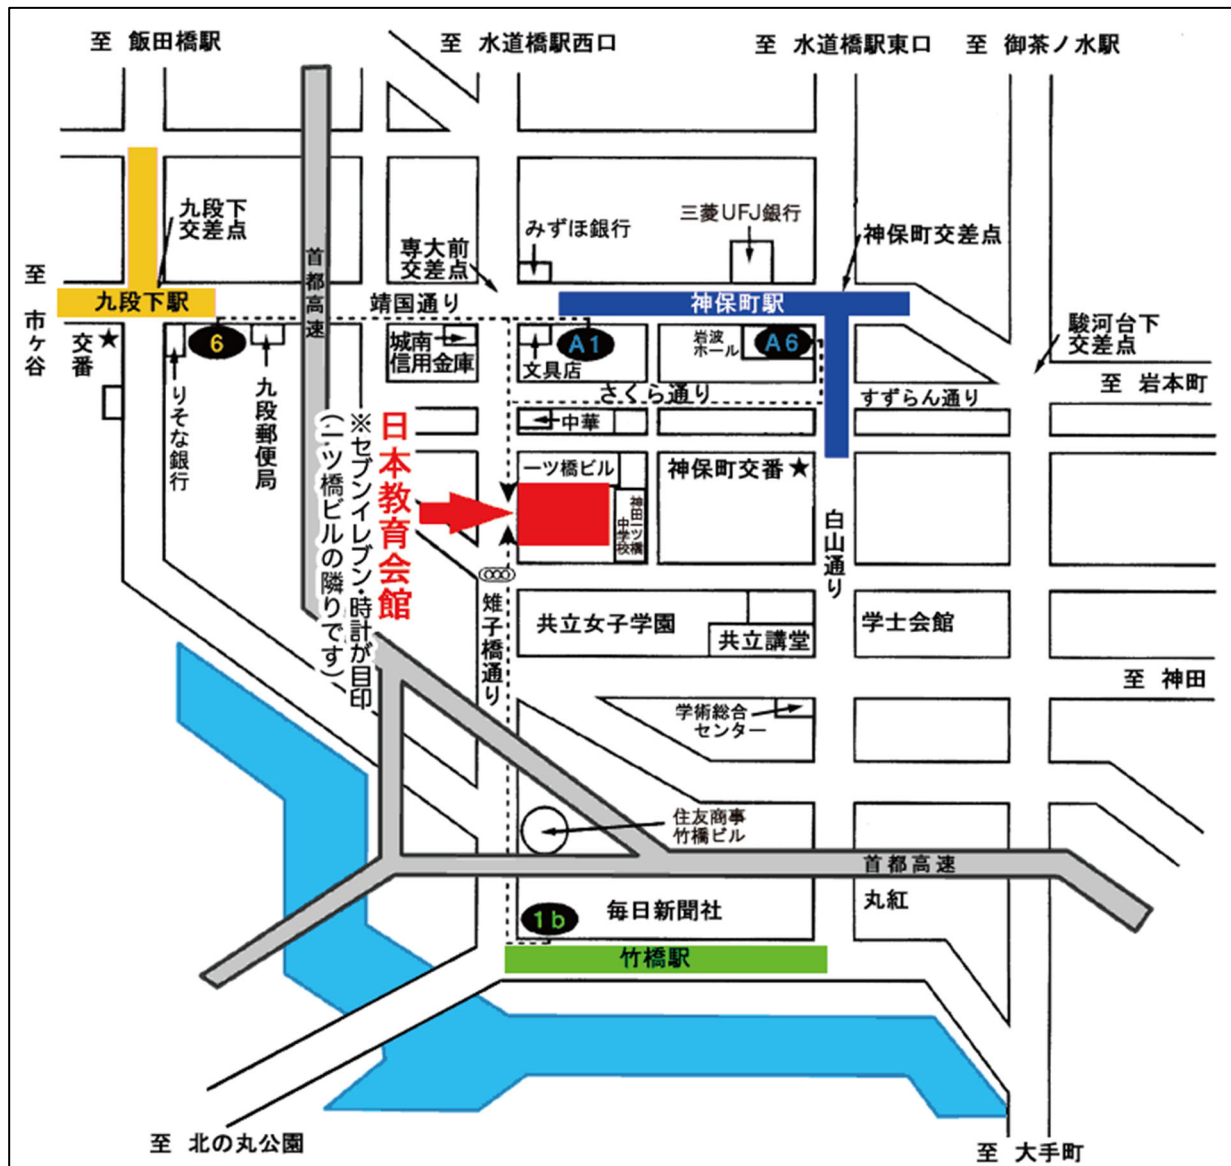 至 飯田橋駅
至 水道橋駅西口
至 水道橋駅東口
至 御茶ノ水駅
九段下
交差点
首都高速
専大前
交差点
みずほ銀行
三菱UFJ銀行
神保町交差点
至 市ヶ谷
九段下駅
靖国通り
神保町駅
駿河台下
交差点
交番
りそな銀行
6
九段郵便局
城南
信用金庫
文具店
A1
岩波
ホール
A6
至 岩本町
さくら通り
すずらん通り
中華
日本教育会館
※セブンイレブン・時計が目印
(一ツ橋ビルの隣りです)
一ツ橋ビル
神田一ツ橋
中学校
神保町交番
白山通り
雉子橋通り
共立女子学園
共立講堂
学士会館
至 神田
学術総合
センター
住友商事
竹橋ビル
首都高速
丸紅
毎日新聞社
1b
竹橋駅
至 北の丸公園
至 大手町